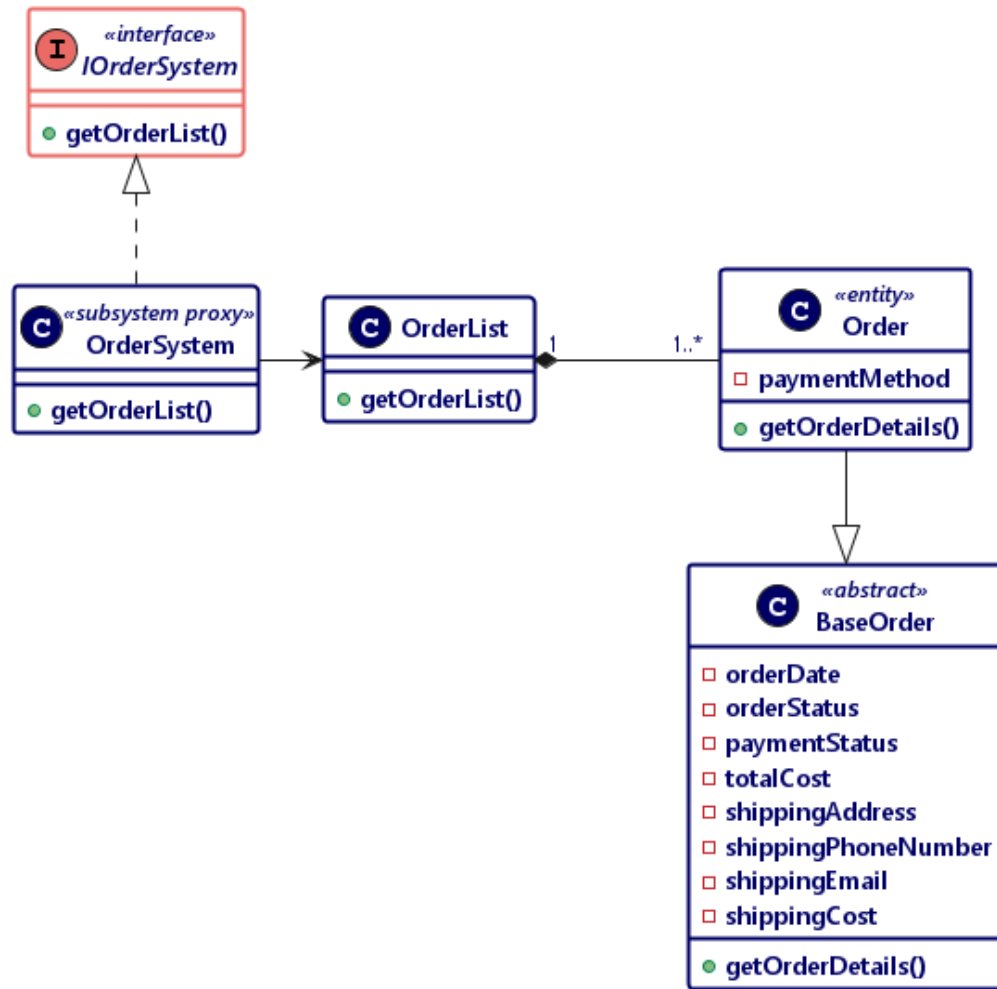 I
«interface»
IOrderSystem
getOrderList()
C
«subsystem proxy»
OrderSystem
getOrderList()
C
OrderList
getOrderList()
1
1..*
C
«entity»
Order
paymentMethod
getOrderDetails()
C
«abstract»
BaseOrder
orderDate
orderStatus
paymentStatus
totalCost
shippingAddress
shippingPhoneNumber
shippingEmail
shippingCost
getOrderDetails()